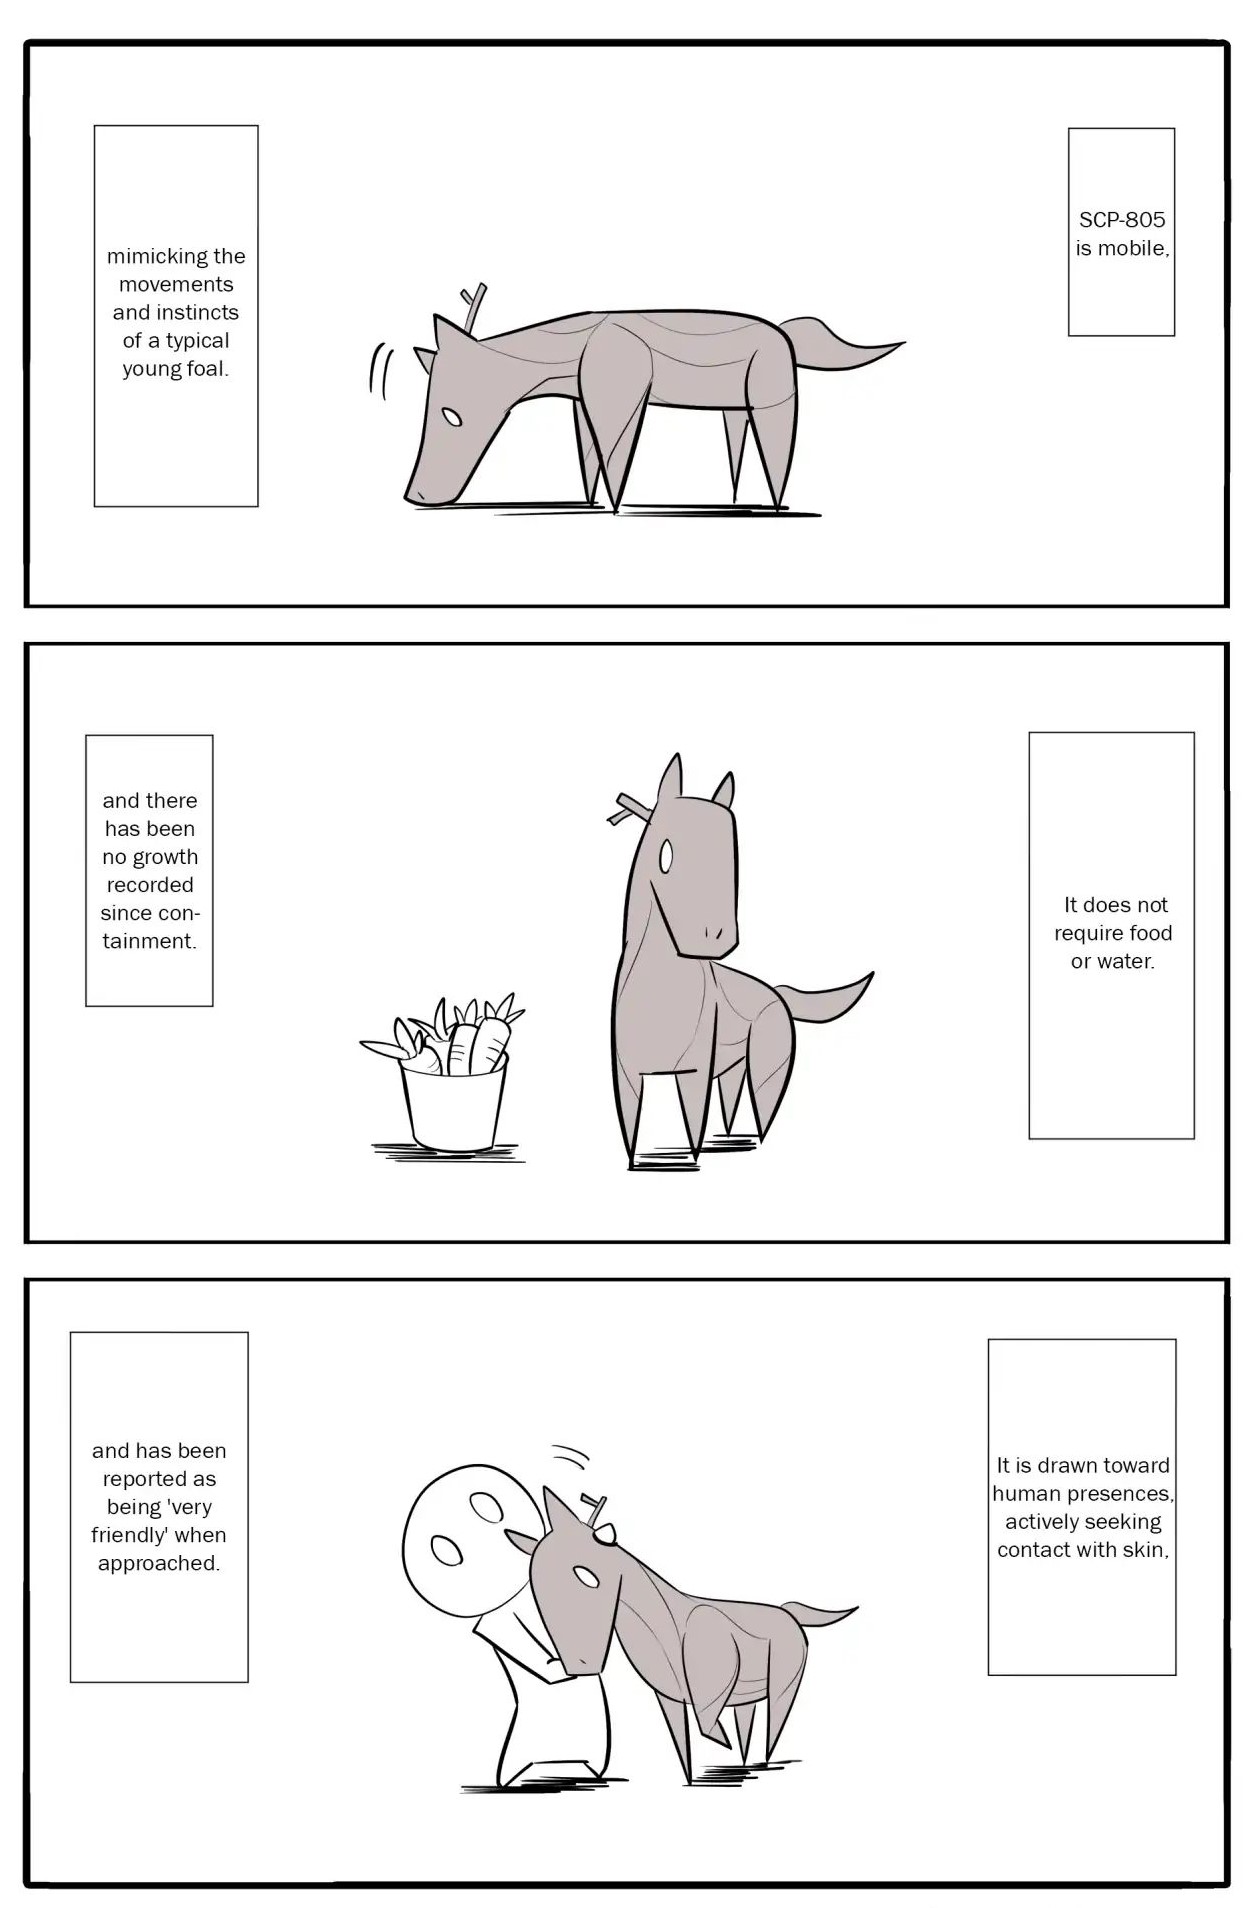 SCP-805
is mobile,
mimicking the
movements
and instincts
of a typical
young foal.
It does not
require food
or water.
and there
has been
no growth
recorded
since con-
tainment.
It is drawn toward
human presences,
actively seeking
contact with skin,
and has been
reported as
being 'very
friendly' when
approached.